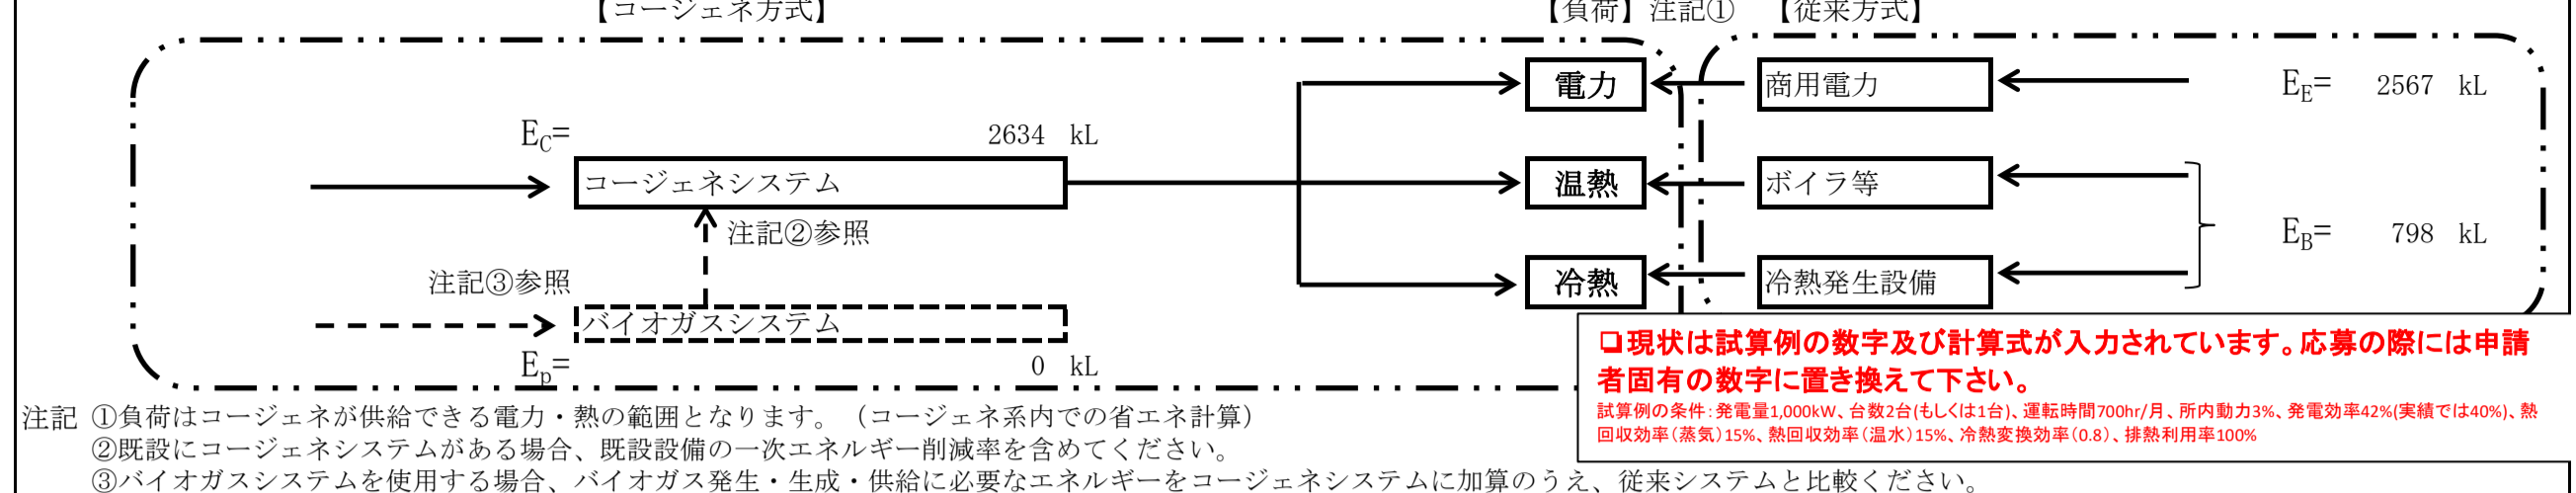 【コージェネ方式】 【負荷】 注記① 【従来方式】
電力 商用電力 E_E= 2567 kL
E_C= 2634 kL
コージェネシステム 温熱 ボイラ等
注記②参照 E_B= 798 kL
注記③参照 冷熱 冷熱発生設備
バイオガスシステム
E_p= 0 kL
❏現状は試算例の数字及び計算式が入力されています。応募の際には申請
者固有の数字に置き換えて下さい。
試算例の条件:発電量1,000kW、台数2台(もしくは1台)、運転時間700hr/月、所内動力3%、発電効率42%(実績では40%)、熱
回収効率(蒸気)15%、熱回収効率(温水)15%、冷熱変換効率(0.8)、排熱利用率100%
注記 ①負荷はコージェネが供給できる電力・熱の範囲となります。（コージェネ系内での省エネ計算）
②既設にコージェネシステムがある場合、既設設備の一次エネルギー削減率を含めてください。
③バイオガスシステムを使用する場合、バイオガス発生・生成・供給に必要なエネルギーをコージェネシステムに加算のうえ、従来システムと比較ください。